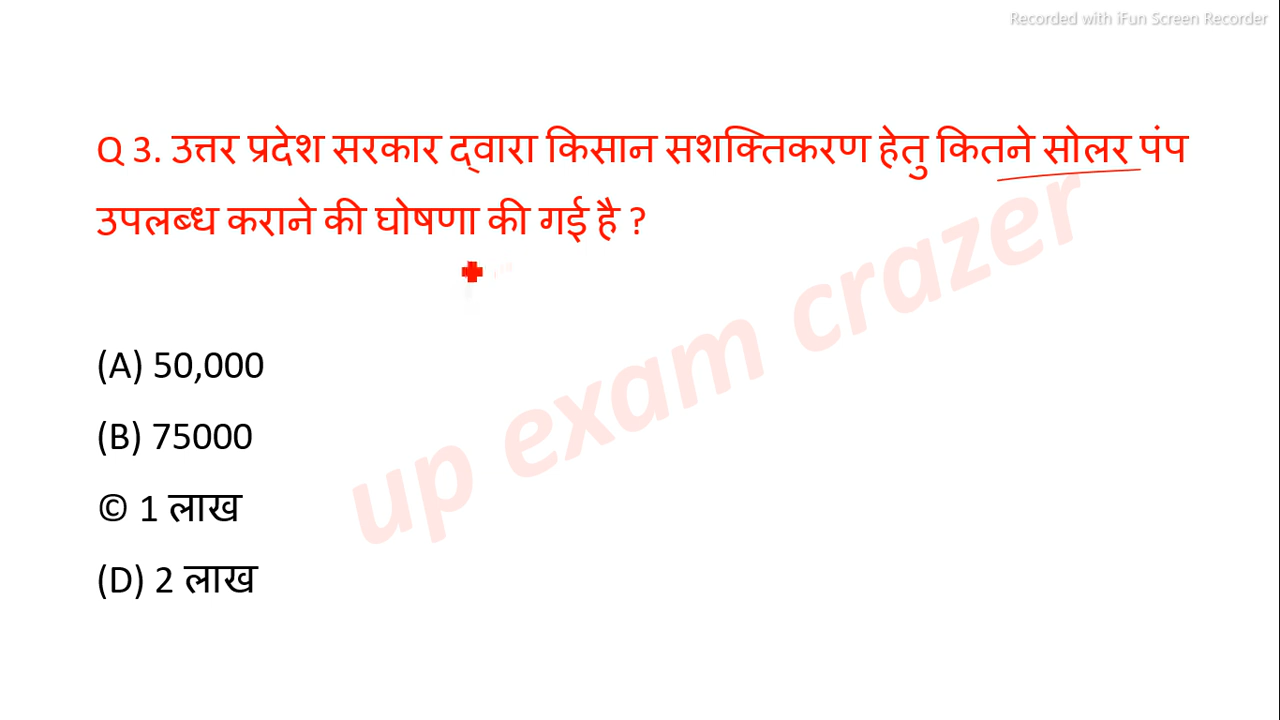 Recorded with iFun Screen Recorder
Q 3. उत्तर प्रदेश सरकार द्वारा किसान सशक्तिकरण हेतु कितने सोलर पंप
उपलब्ध कराने की घोषणा की गई है ?
(A) 50,000
(B) 75000
© 1 लाख
(D) 2 लाख
up exam crazer